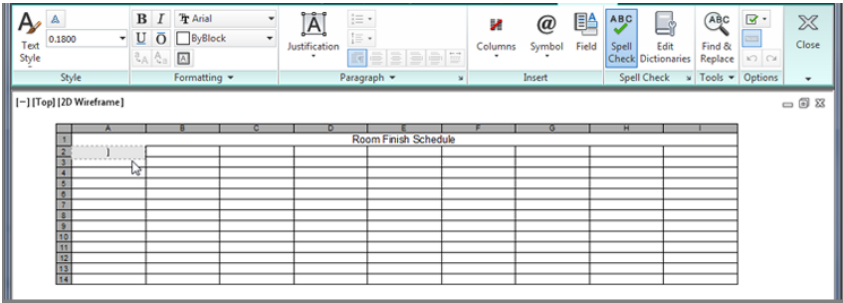 A A B I Arial
0.1800 U O ByBlock A Justification Columns @ Symbol Field ABC Spell Check Edit Dictionaries ABC Find & Replace Close
Text Style
Style Formatting Paragraph Insert Spell Check Tools Options
[−] [Top] [2D Wireframe]
A B C D E F G H I
1 Room Finish Schedule
2
3
4
5
6
7
8
9
10
11
12
13
14